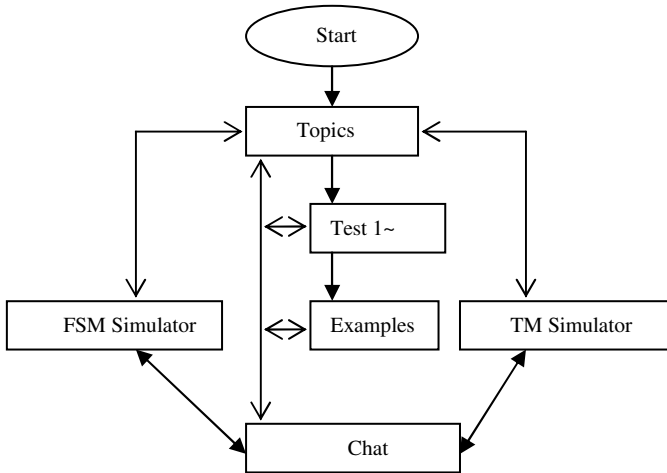 Start
Topics
Test 1~
FSM Simulator
Examples
TM Simulator
Chat